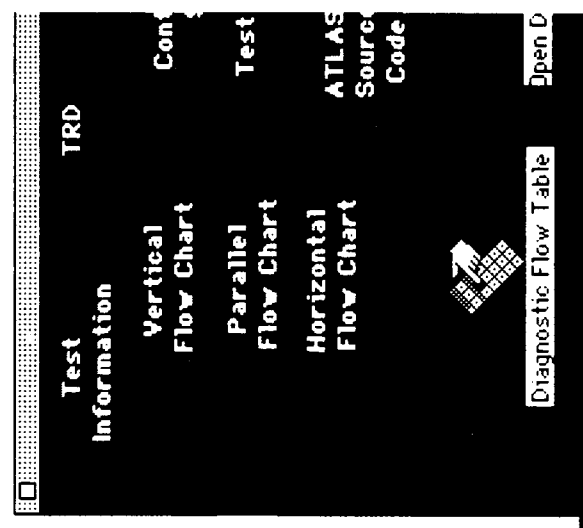 Test
Information
TRD
Vertical
Flow Chart
Parallel
Flow Chart
Test
Horizontal
Flow Chart
ATLAS
Sourc
Code
Diagnostic Flow Table
Open D